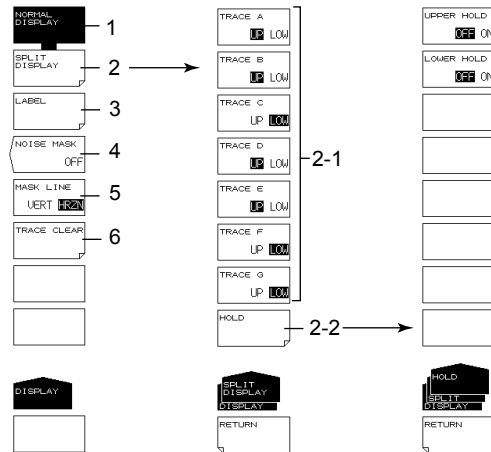 NORMAL
DISPLAY
1
SPLIT
DISPLAY
2
LABEL
3
NOISE MASK
OFF
4
MASK LINE
VERT HRZN
5
TRACE CLEAR
6
DISPLAY
TRACE A
UP LOW
TRACE B
UP LOW
TRACE C
UP LOW
TRACE D
UP LOW
TRACE E
UP LOW
TRACE F
UP LOW
TRACE G
UP LOW
2-1
HOLD
2-2
SPLIT
DISPLAY
DISPLAY
RETURN
UPPER HOLD
OFF ON
LOWER HOLD
OFF ON
HOLD
SPLIT
DISPLAY
RETURN